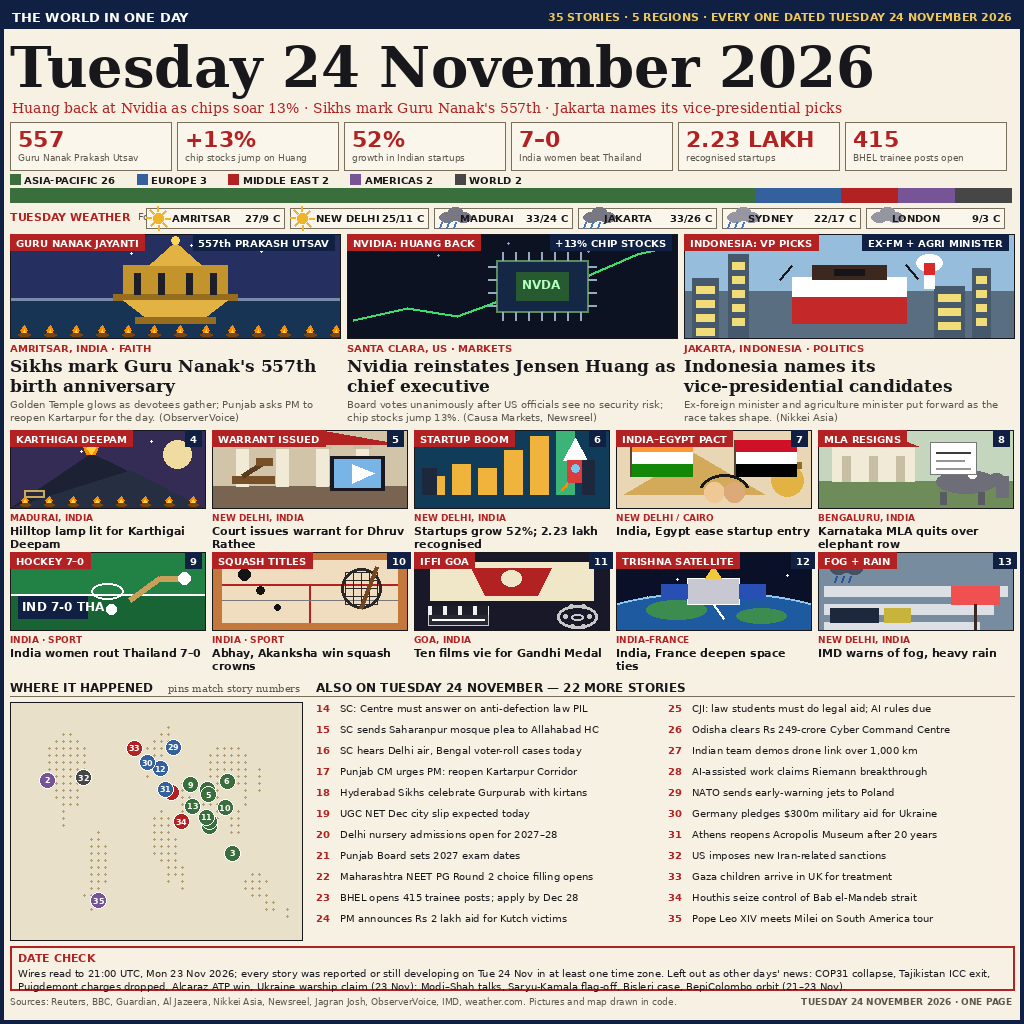 THE WORLD IN ONE DAY
35 STORIES · 5 REGIONS · EVERY ONE DATED TUESDAY 24 NOVEMBER 2026
Tuesday 24 November 2026
Huang back at Nvidia as chips soar 13% · Sikhs mark Guru Nanak's 557th · Jakarta names its vice-presidential picks
557
Guru Nanak Prakash Utsav
+13%
chip stocks jump on Huang
52%
growth in Indian startups
7–0
India women beat Thailand
2.23 LAKH
recognised startups
415
BHEL trainee posts open
ASIA-PACIFIC 26
EUROPE 3
MIDDLE EAST 2
AMERICAS 2
WORLD 2
TUESDAY WEATHER
AMRITSAR 27/9 C
NEW DELHI 25/11 C
MADURAI 33/24 C
JAKARTA 33/26 C
SYDNEY 22/17 C
LONDON 9/3 C
GURU NANAK JAYANTI
557th PRAKASH UTSAV
NVIDIA: HUANG BACK
+13% CHIP STOCKS
NVDA
INDONESIA: VP PICKS
EX-FM + AGRI MINISTER
AMRITSAR, INDIA · FAITH
Sikhs mark Guru Nanak's 557th
birth anniversary
Golden Temple glows as devotees gather; Punjab asks PM to
reopen Kartarpur for the day. (ObserverVoice)
SANTA CLARA, US · MARKETS
Nvidia reinstates Jensen Huang as
chief executive
Board votes unanimously after US officials see no security risk;
chip stocks jump 13%. (Causa Markets, Newsreel)
JAKARTA, INDONESIA · POLITICS
Indonesia names its
vice-presidential candidates
Ex-foreign minister and agriculture minister put forward as the
race takes shape. (Nikkei Asia)
KARTHIGAI DEEPAM
4
WARRANT ISSUED
5
STARTUP BOOM
6
INDIA–EGYPT PACT
7
MLA RESIGNS
8
MADURAI, INDIA
Hilltop lamp lit for Karthigai
Deepam
NEW DELHI, INDIA
Court issues warrant for Dhruv
Rathee
NEW DELHI, INDIA
Startups grow 52%; 2.23 lakh
recognised
NEW DELHI / CAIRO
India, Egypt ease startup entry
BENGALURU, INDIA
Karnataka MLA quits over
elephant row
HOCKEY 7–0
9
IND 7-0 THA
SQUASH TITLES
10
IFFI GOA
11
TRISHNA SATELLITE
12
FOG + RAIN
13
INDIA · SPORT
India women rout Thailand 7–0
INDIA · SPORT
Abhay, Akanksha win squash
crowns
GOA, INDIA
Ten films vie for Gandhi Medal
INDIA–FRANCE
India, France deepen space
ties
NEW DELHI, INDIA
IMD warns of fog, heavy rain
WHERE IT HAPPENED
pins match story numbers
33
29
30
12
2
32
31
9
5
6
13
10
11
34
3
35
ALSO ON TUESDAY 24 NOVEMBER — 22 MORE STORIES
14 SC: Centre must answer on anti-defection law PIL
15 SC sends Saharanpur mosque plea to Allahabad HC
16 SC hears Delhi air, Bengal voter-roll cases today
17 Punjab CM urges PM: reopen Kartarpur Corridor
18 Hyderabad Sikhs celebrate Gurpurab with kirtans
19 UGC NET Dec city slip expected today
20 Delhi nursery admissions open for 2027–28
21 Punjab Board sets 2027 exam dates
22 Maharashtra NEET PG Round 2 choice filling opens
23 BHEL opens 415 trainee posts; apply by Dec 28
24 PM announces Rs 2 lakh aid for Kutch victims
25 CJI: law students must do legal aid; AI rules due
26 Odisha clears Rs 249-crore Cyber Command Centre
27 Indian team demos drone link over 1,000 km
28 AI-assisted work claims Riemann breakthrough
29 NATO sends early-warning jets to Poland
30 Germany pledges $300m military aid for Ukraine
31 Athens reopens Acropolis Museum after 20 years
32 US imposes new Iran-related sanctions
33 Gaza children arrive in UK for treatment
34 Houthis seize control of Bab el-Mandeb strait
35 Pope Leo XIV meets Milei on South America tour
DATE CHECK
Wires read to 21:00 UTC, Mon 23 Nov 2026; every story was reported or still developing on Tue 24 Nov in at least one time zone. Left out as other days' news: COP31 collapse, Tajikistan ICC exit,
Puigdemont charges dropped, Alcaraz ATP win, Ukraine warship claim (23 Nov); Modi–Shah talks, Saryu-Kamala flag-off, Bisleri case, BepiColombo orbit (21–23 Nov).
Sources: Reuters, BBC, Guardian, Al Jazeera, Nikkei Asia, Newsreel, Jagran Josh, ObserverVoice, IMD, weather.com. Pictures and map drawn in code.
TUESDAY 24 NOVEMBER 2026 · ONE PAGE